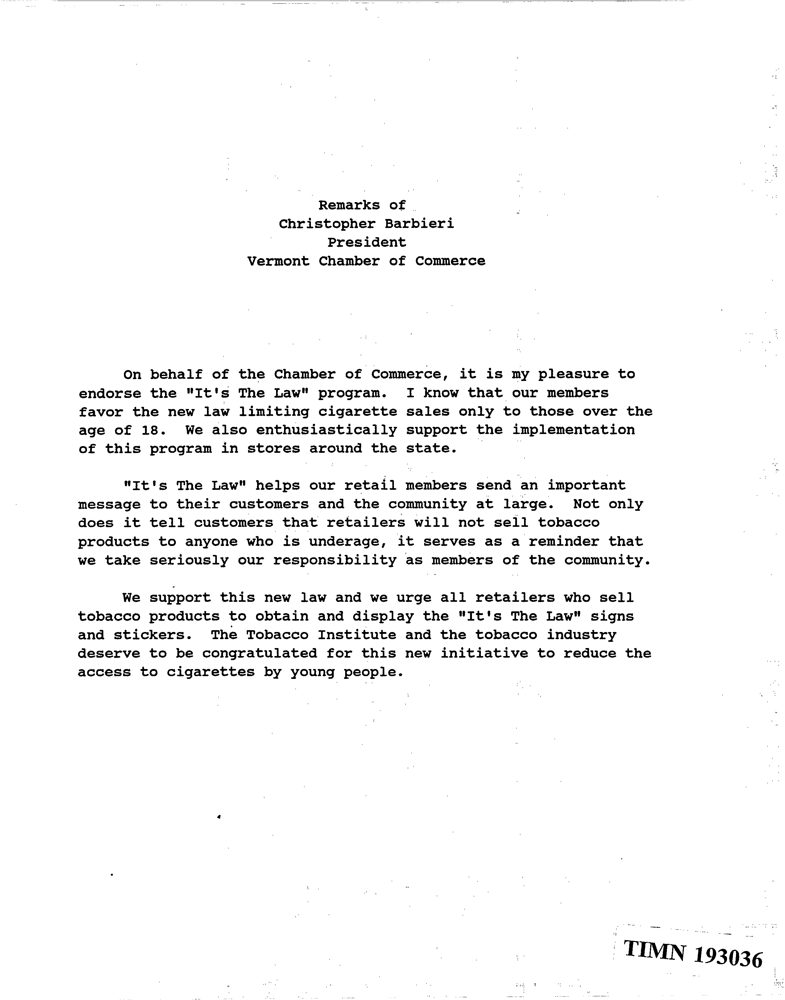 Remarks of
Christopher Barbieri
President
Vermont Chamber of Commerce
On behalf of the Chamber of Commerce, it is my pleasure to
endorse the "It's The Law" program.  I know that our members
favor the new law limiting cigarette sales only to those over the
age of 18.  We also enthusiastically support the implementation
of this program in stores around the state.
"It's The Law" helps our retail members send an important
message to their customers and the community at large.  Not only
does it tell customers that retailers will not sell tobacco
products to anyone who is underage, it serves as a reminder that
we take seriously our responsibility as members of the community.
We support this new law and we urge all retailers who sell
tobacco products to obtain and display the "It's The Law" signs
and stickers.  The Tobacco Institute and the tobacco industry
deserve to be congratulated for this new initiative to reduce the
access to cigarettes by young people.
TIMN 193036